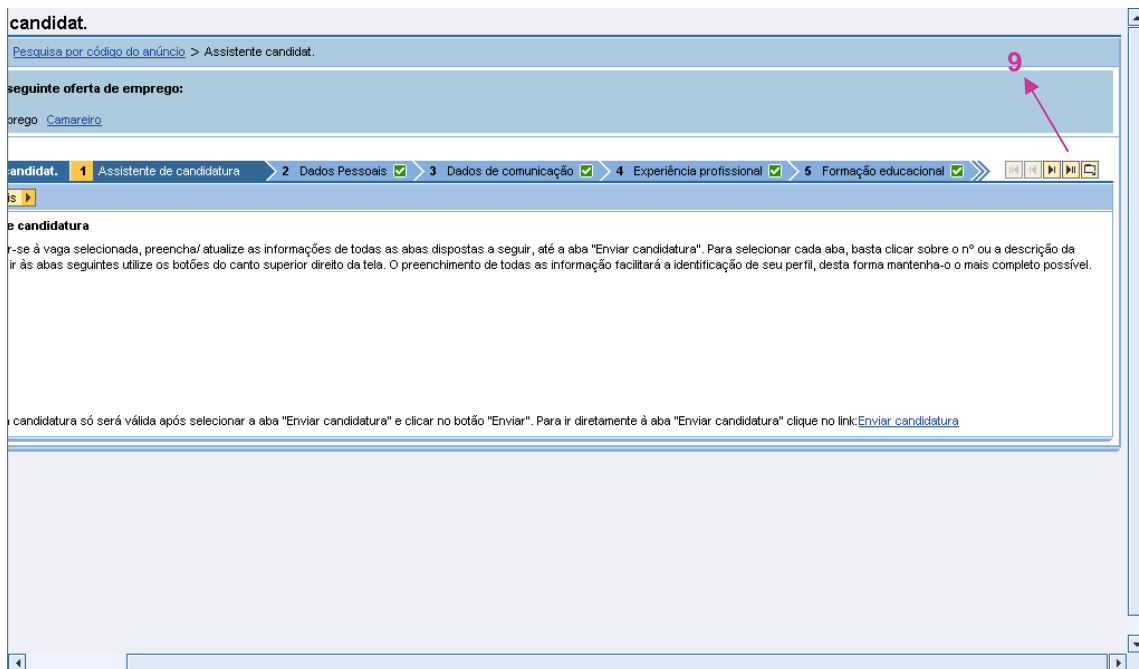 candidat.
Pesquisa por código do anúncio > Assistente candidat.
9
seguinte oferta de emprego:
prego Camareiro
candidat. 1 Assistente de candidatura 2 Dados Pessoais 3 Dados de comunicação 4 Experiência profissional 5 Formação educacional
is
e candidatura
r-se à vaga selecionada, preencha/ atualize as informações de todas as abas dispostas a seguir, até a aba "Enviar candidatura". Para selecionar cada aba, basta clicar sobre o nº ou a descrição da
ir às abas seguintes utilize os botões do canto superior direito da tela. O preenchimento de todas as informação facilitará a identificação de seu perfil, desta forma mantenha-o o mais completo possível.
candidatura só será válida após selecionar a aba "Enviar candidatura" e clicar no botão "Enviar". Para ir diretamente à aba "Enviar candidatura" clique no link:Enviar candidatura